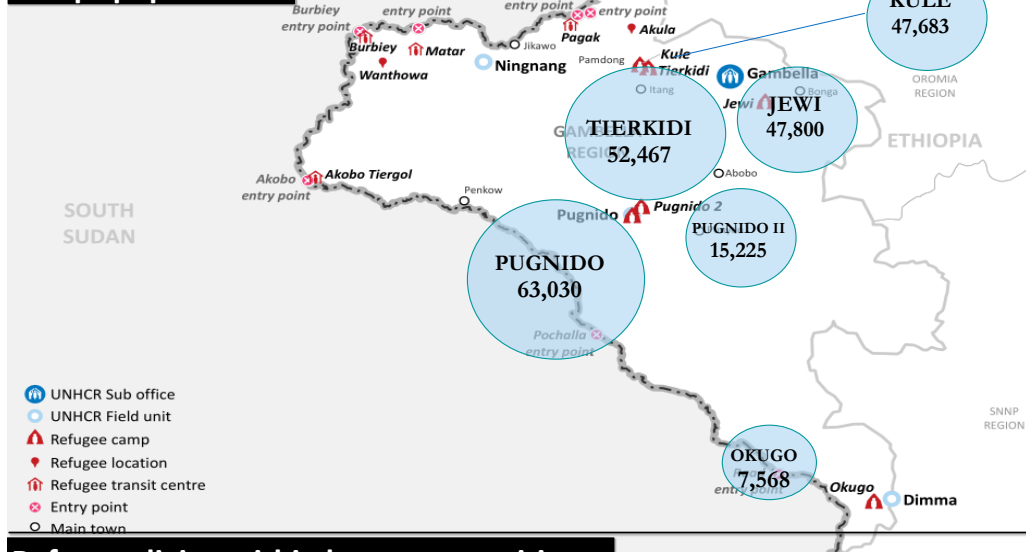 KULE
47,683
Burbiey
entry point
entry point
entry point
entry point
Burbiey
Matar
Wanthowa
Jikawo
Ningnang
Pagak
Akula
Pamdong
Kule
Tierkidi
Itang
Gambella
Jewi
Bonga
JEWI
47,800
OROMIA
REGION
ETHIOPIA
TIERKIDI
52,467
REGION
Akobo
entry point
Akobo Tiergol
Penkow
Abobo
SOUTH
SUDAN
Pugnido
Pugnido 2
PUGNIDO II
15,225
PUGNIDO
63,030
Pochalla
entry point
UNHCR Sub office
UNHCR Field unit
Refugee camp
Refugee location
Refugee transit centre
Entry point
Main town
SNNP
REGION
OKUGO
7,568
entry point
Okugo
Dimma